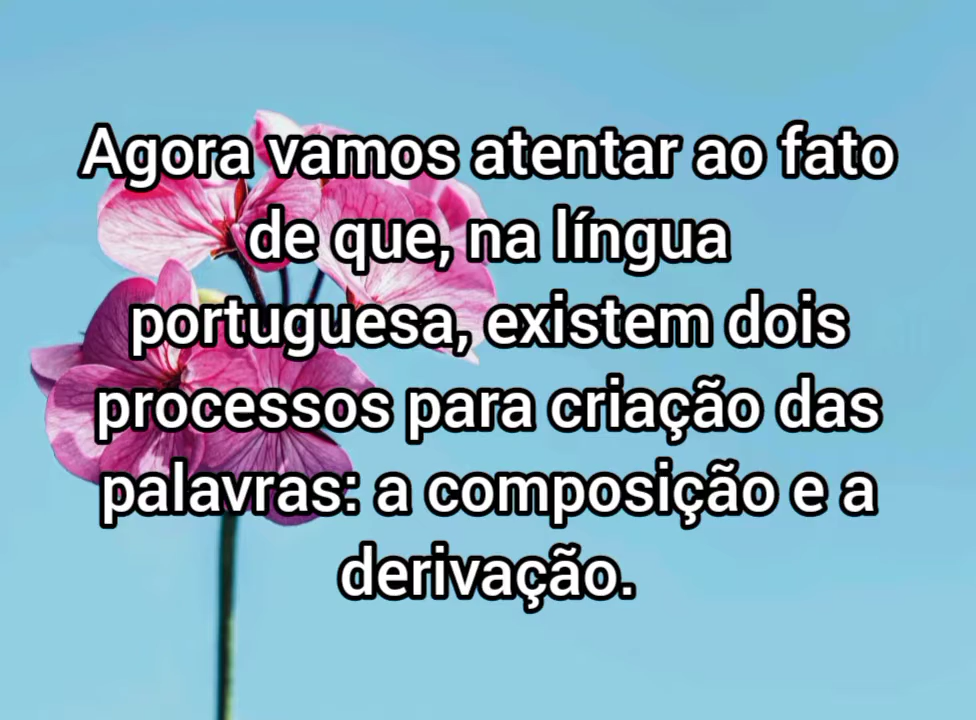 Agora vamos atentar ao fato
de que, na língua
portuguesa, existem dois
processos para criação das
palavras: a composição e a
derivação.